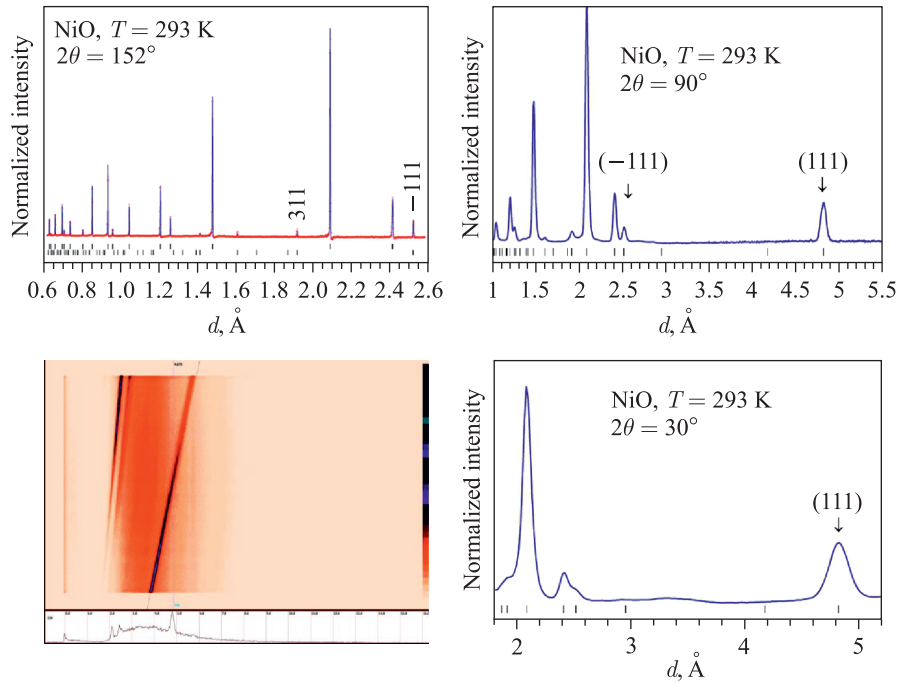 NiO, T = 293 K
2θ = 152°
Normalized intensity
311
−111
0.6 0.8 1.0 1.2 1.4 1.6 1.8 2.0 2.2 2.4 2.6
d, Å
NiO, T = 293 K
2θ = 90°
Normalized intensity
(−111)
(111)
1 1.5 2 2.5 3 3.5 4 4.5 5 5.5
d, Å
NiO, T = 293 K
2θ = 30°
Normalized intensity
(111)
2 3 4 5
d, Å